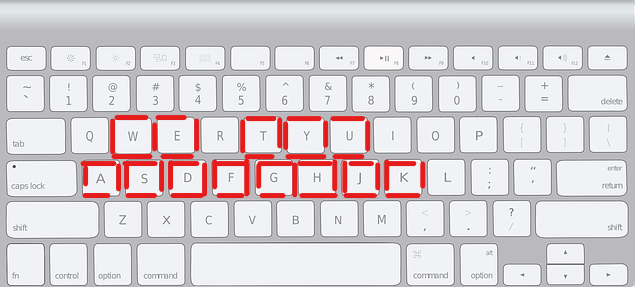 esc F1 F2 F3 F4 F5 F6 F7 F8 F9 F10 F11 F12
~ ! @ # $ % ^ & * ( ) _ +
` 1 2 3 4 5 6 7 8 9 0 - = delete
tab Q W E R T Y U I O P { [ } ] | \
caps lock A S D F G H J K L : ; “ ‘ enter return
shift Z X C V B N M < , > . ? / shift
fn control option command ⌘ command alt option